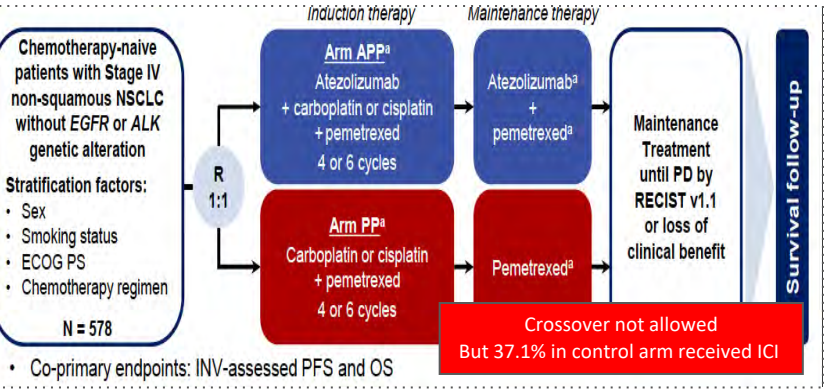 Induction therapy
Maintenance therapy
Chemotherapy-naive
patients with Stage IV
non-squamous NSCLC
without EGFR or ALK
genetic alteration
Stratification factors:
• Sex
• Smoking status
• ECOG PS
• Chemotherapy regimen
N = 578
R
1:1
Arm APPᵃ
Atezolizumab
+ carboplatin or cisplatin
+ pemetrexed
4 or 6 cycles
Atezolizumabᵃ
+
pemetrexedᵃ
Arm PPᵃ
Carboplatin or cisplatin
+ pemetrexed
4 or 6 cycles
Pemetrexedᵃ
Maintenance
Treatment
until PD by
RECIST v1.1
or loss of
clinical benefit
Survival follow-up
Crossover not allowed
But 37.1% in control arm received ICI
• Co-primary endpoints: INV-assessed PFS and OS